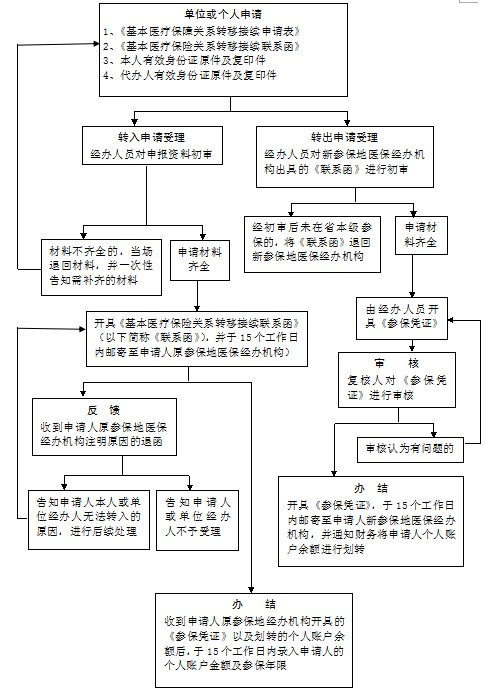 单位或个人申请
1、《基本医疗保障关系转移接续申请表》
2、《基本医疗保险关系转移接续联系函》
3、本人有效身份证原件及复印件
4、代办人有效身份证原件及复印件
转入申请受理
经办人员对申报资料初审
转出申请受理
经办人员对新参保地医保经办机
构出具的《联系函》进行初审
材料不齐全的，当场
退回材料，并一次性
告知需补齐的材料
申请材料
齐全
经初审后未在省本级参
保的，将《联系函》退回
新参保地医保经办机构
申请材
料齐全
开具《基本医疗保险关系转移接续联系函》
（以下简称《联系函》），并于15个工作日
内邮寄至申请人原参保地医保经办机构）
由经办人员开
具《参保凭证》
审 核
复核人对《参保凭
证》进行审核
反 馈
收到申请人原参保地医保
经办机构注明原因的退函
审核认为有问题的
告知申请人本人或单
位经办人无法转入的
原因，进行后续处理
告知申请人
或单位经办
人不予受理
办 结
开具《参保凭证》，于15个工作日
内邮寄至申请人新参保地医保经办
机构，并通知财务将申请人个人账
户余额进行划转
办 结
收到申请人原参保地经办机构开具的
《参保凭证》以及划转的个人账户余
额后，于15个工作日内录入申请人的
个人账户金额及参保年限